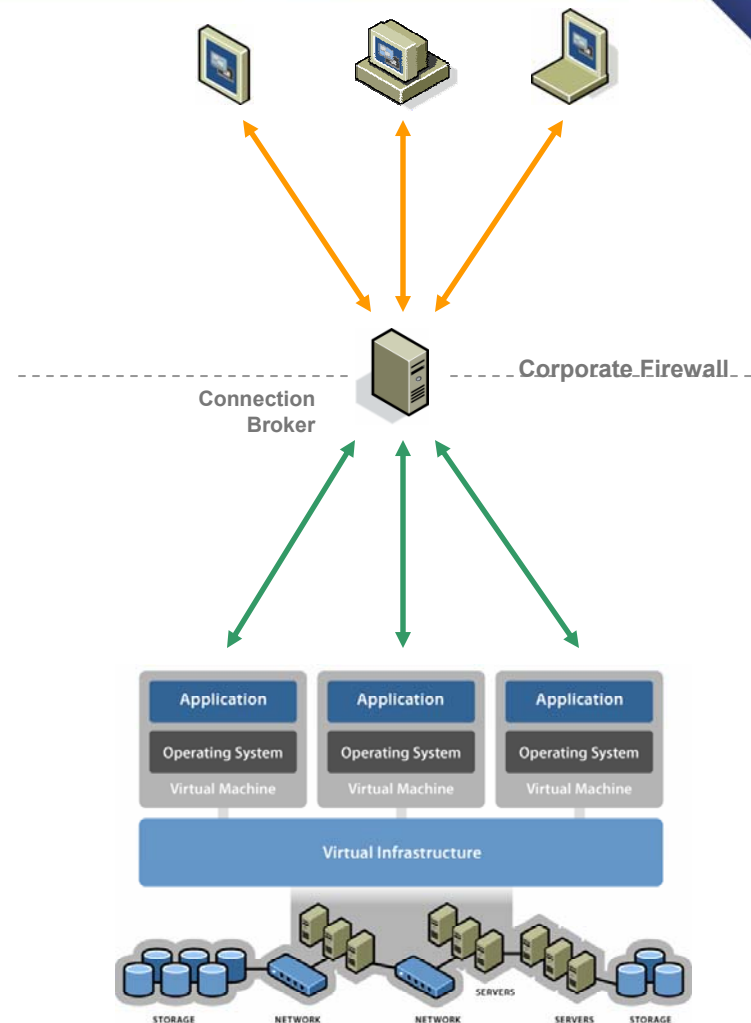 Corporate Firewall
Connection
Broker
Application
Application
Application
Operating System
Operating System
Operating System
Virtual Machine
Virtual Machine
Virtual Machine
Virtual Infrastructure
SERVERS
STORAGE
NETWORK
NETWORK
SERVERS
STORAGE